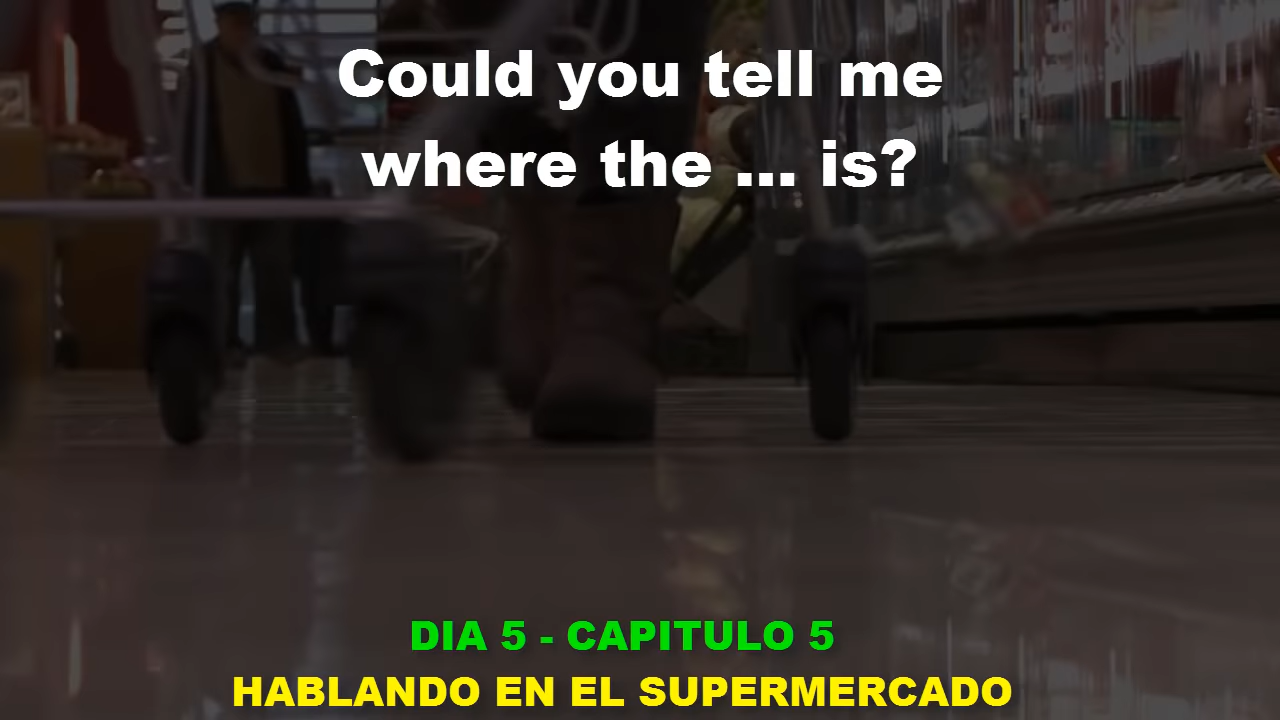 Could you tell me
where the ... is?
DIA 5 - CAPITULO 5
HABLANDO EN EL SUPERMERCADO